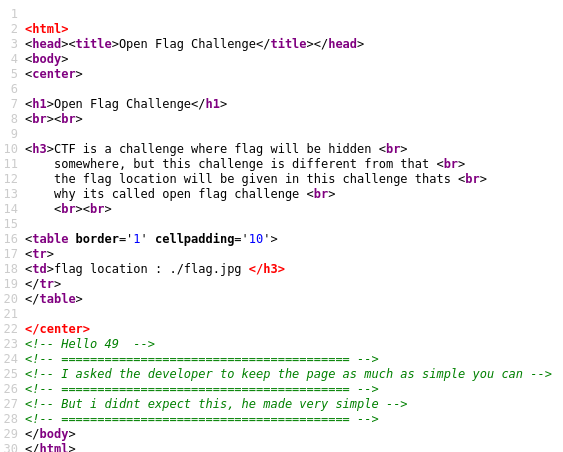 1
2 <html>
3 <head><title>Open Flag Challenge</title></head>
4 <body>
5 <center>
6
7 <h1>Open Flag Challenge</h1>
8 <br><br>
9
10 <h3>CTF is a challenge where flag will be hidden <br>
11     somewhere, but this challenge is different from that <br>
12     the flag location will be given in this challenge thats <br>
13     why its called open flag challenge <br>
14     <br><br>
15
16 <table border='1' cellpadding='10'>
17 <tr>
18 <td>flag location : ./flag.jpg </h3>
19 </tr>
20 </table>
21
22 </center>
23 <!-- Hello 49  -->
24 <!-- ======================================== -->
25 <!-- I asked the developer to keep the page as much as simple you can -->
26 <!-- ======================================== -->
27 <!-- But i didnt expect this, he made very simple -->
28 <!-- ======================================== -->
29 </body>
30 </html>